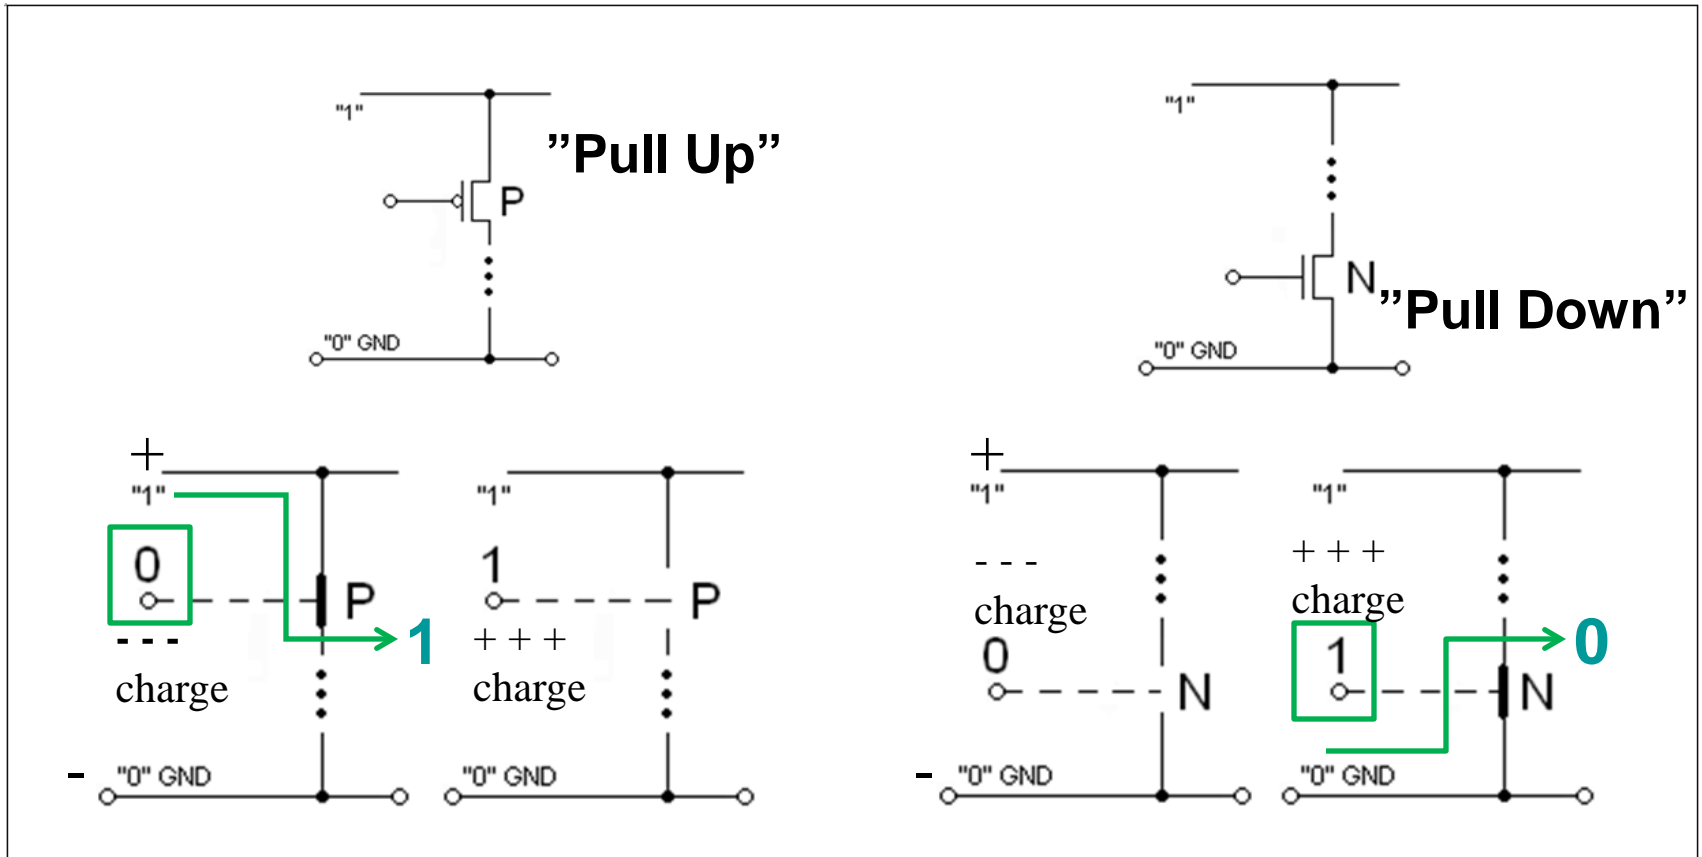 "1"
”Pull Up”
P
"0" GND
"1"
N
”Pull Down”
"0" GND
+
"1"
0
P
- - -
charge
1
- "0" GND
"1"
1
P
+ + +
charge
"0" GND
+
"1"
- - -
charge
0
N
- "0" GND
"1"
+ + +
charge
1
N
0
"0" GND